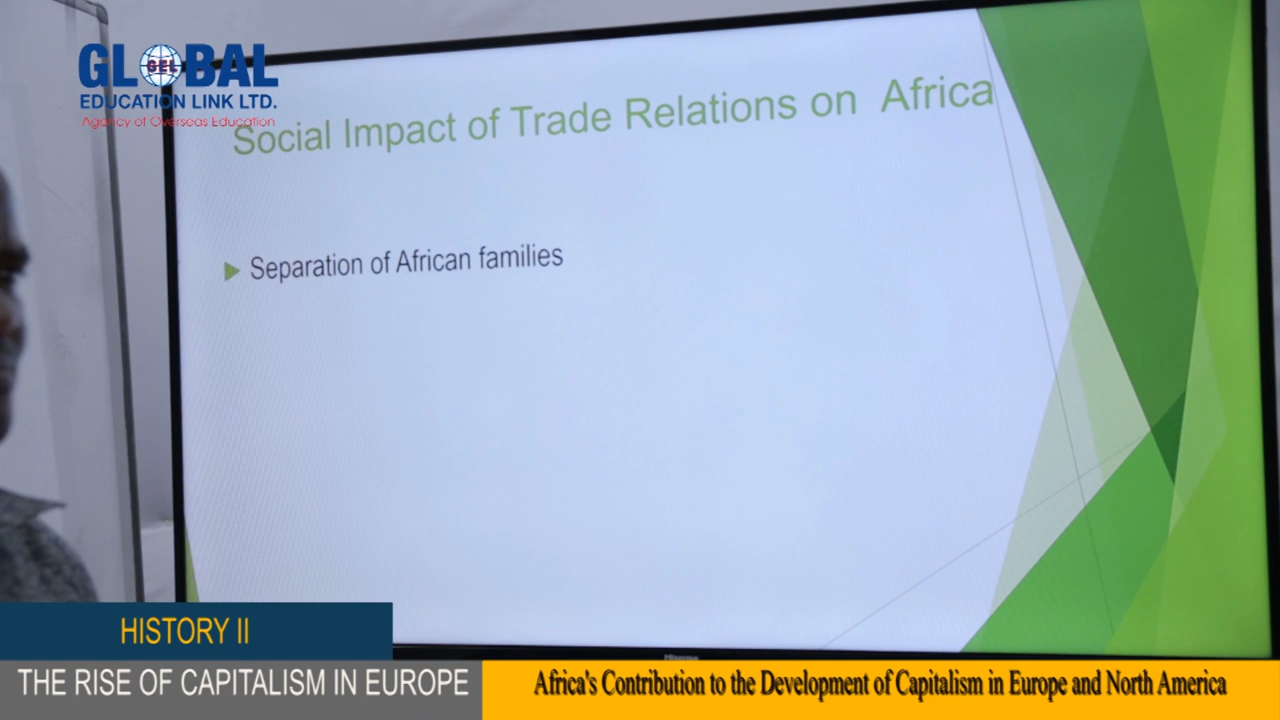 GLOBAL
GEL
EDUCATION LINK LTD.
Agency of Overseas Education
Social Impact of Trade Relations on Africa
Separation of African families
Hisense
HISTORY II
THE RISE OF CAPITALISM IN EUROPE
Africa's Contribution to the Development of Capitalism in Europe and North America